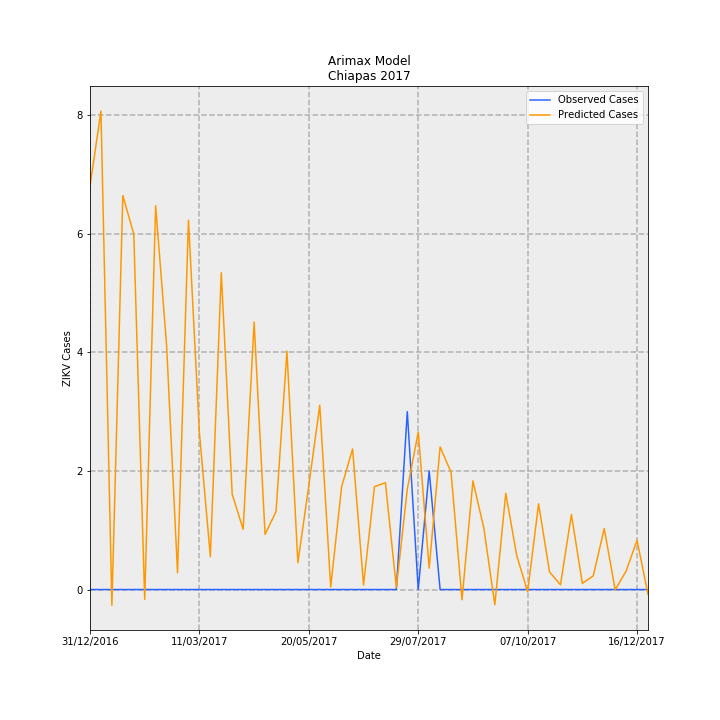 Arimax Model
Chiapas 2017
Observed Cases
Predicted Cases
8
6
4
2
0
ZIKV Cases
31/12/2016 11/03/2017 20/05/2017 29/07/2017 07/10/2017 16/12/2017
Date